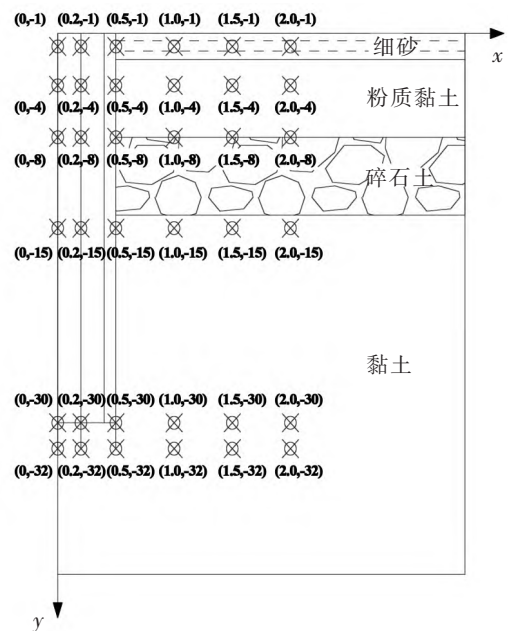 (0,-1) (0.2,-1) (0.5,-1) (1.0,-1) (1.5,-1) (2.0,-1)
x
细砂
粉质黏土
(0,-4) (0.2,-4) (0.5,-4) (1.0,-4) (1.5,-4) (2.0,-4)
(0,-8) (0.2,-8) (0.5,-8) (1.0,-8) (1.5,-8) (2.0,-8)
碎石土
(0,-15) (0.2,-15) (0.5,-15) (1.0,-15) (1.5,-15) (2.0,-15)
黏土
(0,-30) (0.2,-30) (0.5,-30) (1.0,-30) (1.5,-30) (2.0,-30)
(0,-32) (0.2,-32) (0.5,-32) (1.0,-32) (1.5,-32) (2.0,-32)
y